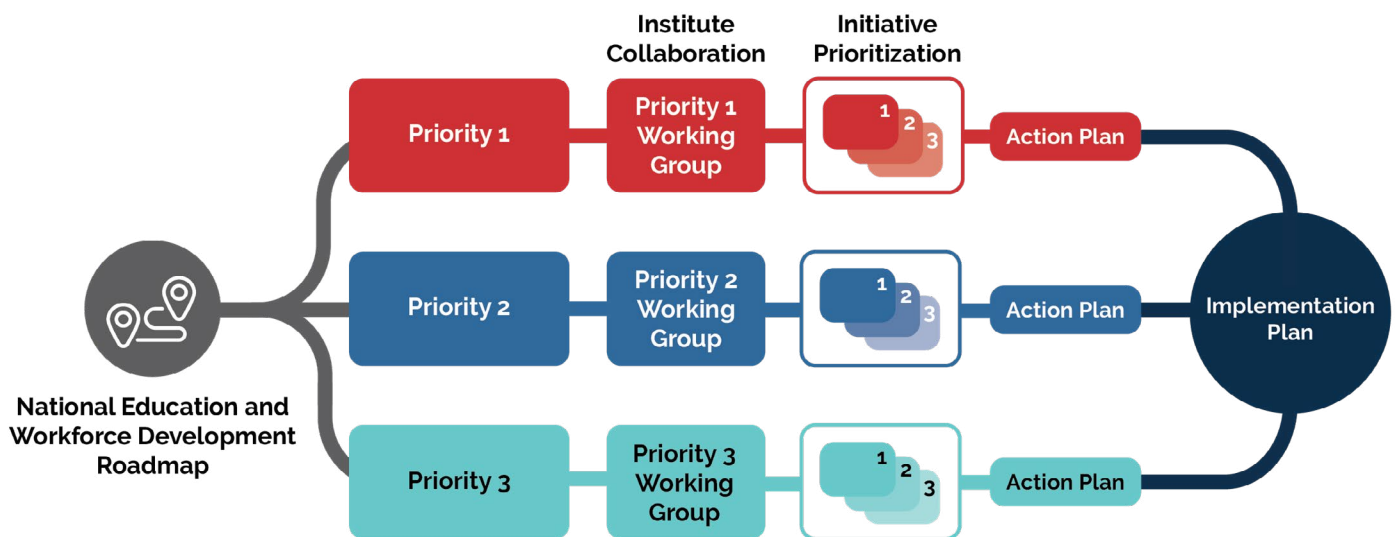 Institute
Collaboration
Initiative
Prioritization
Priority 1
Priority 1
Working
Group
1
2
3
Action Plan
Priority 2
Priority 2
Working
Group
1
2
3
Action Plan
Implementation
Plan
National Education and
Workforce Development
Roadmap
Priority 3
Priority 3
Working
Group
1
2
3
Action Plan